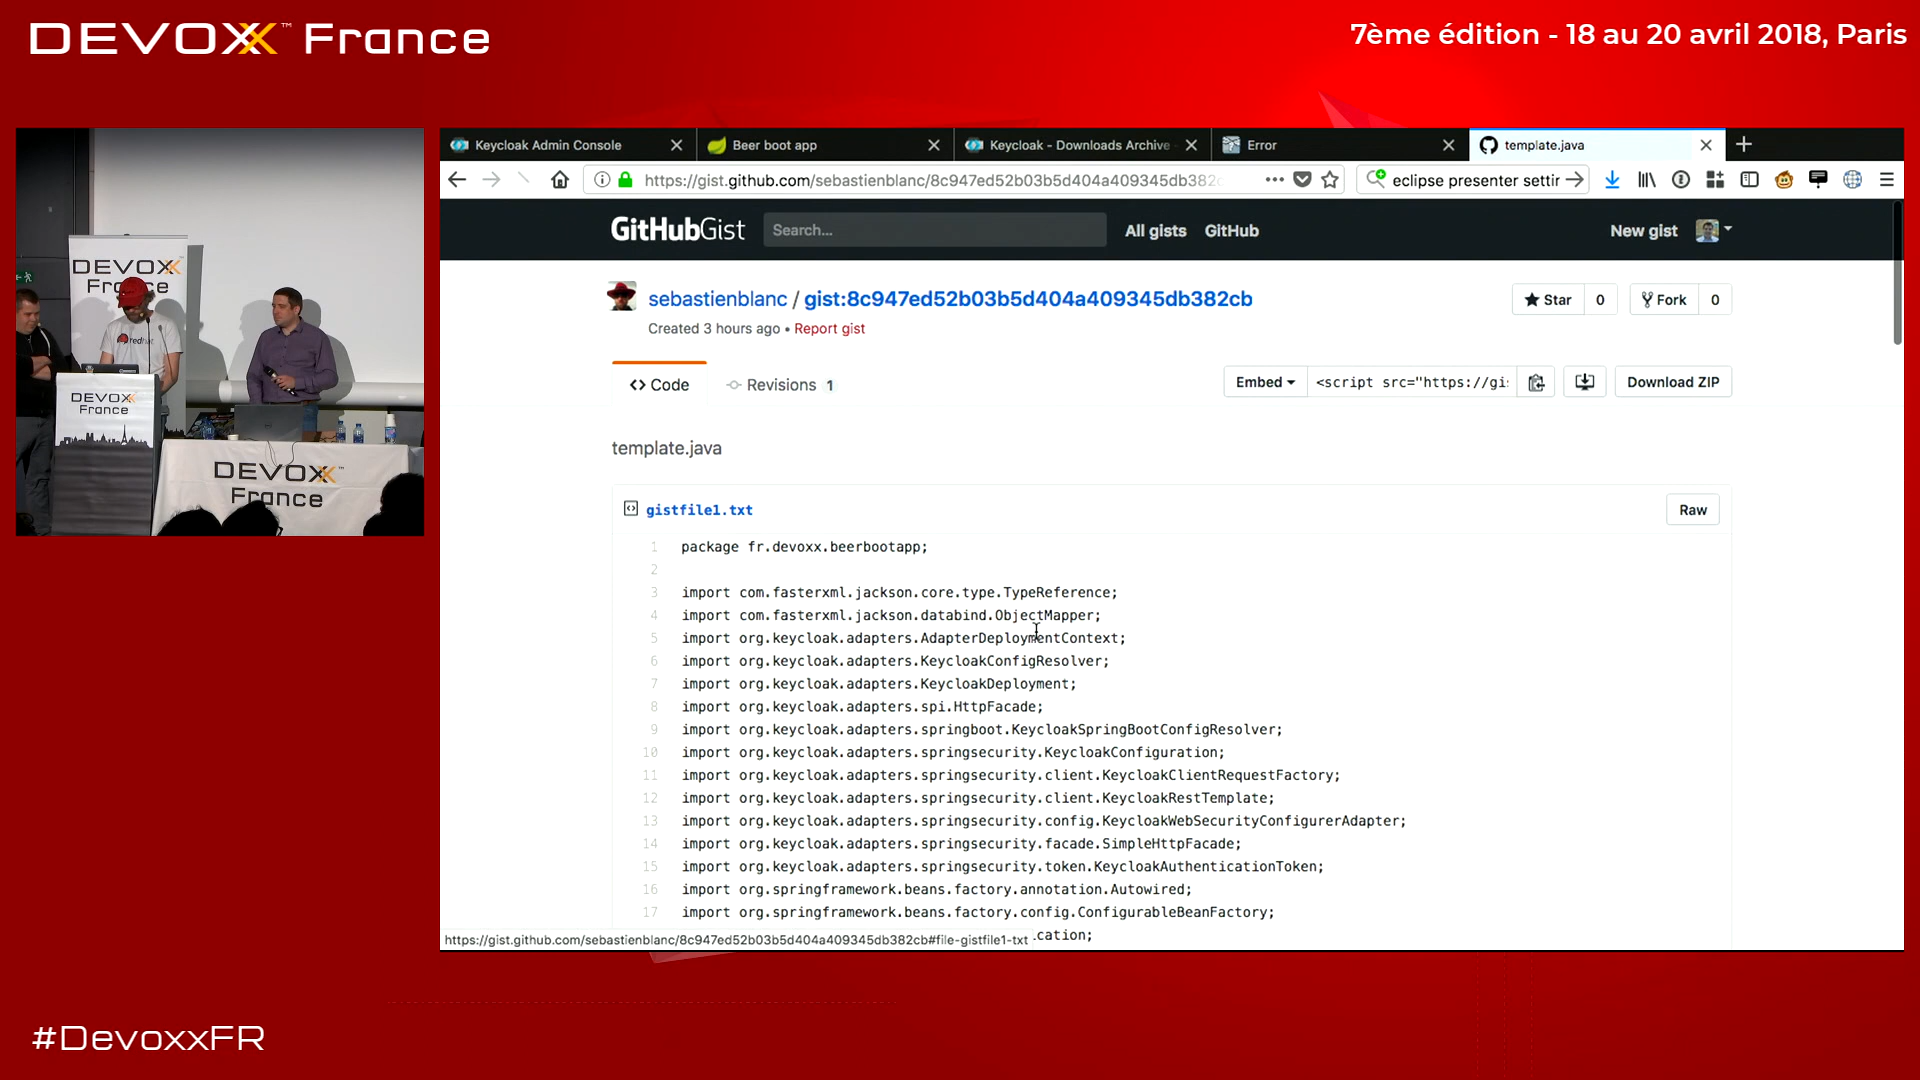 DEVOXX™ France
7ème édition - 18 au 20 avril 2018, Paris
DEVOXX
France
redhat
DEVOXX
France
DEVOXX™
France
Keycloak Admin Console
Beer boot app
Keycloak - Downloads Archive
Error
template.java
https://gist.github.com/sebastienblanc/8c947ed52b03b5d404a409345db382c
eclipse presenter settir
GitHubGist
Search...
All gists
GitHub
New gist
sebastienblanc / gist:8c947ed52b03b5d404a409345db382cb
Created 3 hours ago • Report gist
Star 0
Fork 0
Code
Revisions 1
Embed
<script src="https://gi:
Download ZIP
template.java
gistfile1.txt
Raw
1 package fr.devoxx.beerbootapp;
2
3 import com.fasterxml.jackson.core.type.TypeReference;
4 import com.fasterxml.jackson.databind.ObjectMapper;
5 import org.keycloak.adapters.AdapterDeploymentContext;
6 import org.keycloak.adapters.KeycloakConfigResolver;
7 import org.keycloak.adapters.KeycloakDeployment;
8 import org.keycloak.adapters.spi.HttpFacade;
9 import org.keycloak.adapters.springboot.KeycloakSpringBootConfigResolver;
10 import org.keycloak.adapters.springsecurity.KeycloakConfiguration;
11 import org.keycloak.adapters.springsecurity.client.KeycloakClientRequestFactory;
12 import org.keycloak.adapters.springsecurity.client.KeycloakRestTemplate;
13 import org.keycloak.adapters.springsecurity.config.KeycloakWebSecurityConfigurerAdapter;
14 import org.keycloak.adapters.springsecurity.facade.SimpleHttpFacade;
15 import org.keycloak.adapters.springsecurity.token.KeycloakAuthenticationToken;
16 import org.springframework.beans.factory.annotation.Autowired;
17 import org.springframework.beans.factory.config.ConfigurableBeanFactory;
cation;
https://gist.github.com/sebastienblanc/8c947ed52b03b5d404a409345db382cb#file-gistfile1-txt
#DevoxxFR